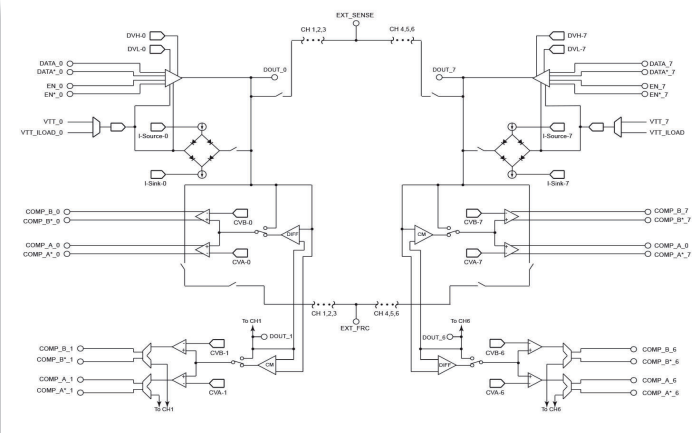 EXT_SENSE
DVH-0
CH 1,2,3
CH 4,5,6
DVH-7
DVL-0
DVL-7
DATA_0
DATA*_0
DOUT_0
DOUT_7
DATA_7
DATA*_7
EN_0
EN*_0
EN_7
EN*_7
VTT_0
VTT_ILOAD_0
VTT_7
VTT_ILOAD
I-Source-0
I-Source-7
I-Sink-0
I-Sink-7
COMP_B_0
COMP_B*_0
CVB-0
CVB-7
COMP_B_7
COMP_B*_7
DIFF
CM
COMP_A_0
COMP_A*_0
CVA-0
CVA-7
COMP_A_0
COMP_A*_7
CH 1,2,3
CH 4,5,6
EXT_FRC
To CH1
To CH6
DOUT_1
DOUT_6
COMP_B_1
COMP_B*_1
CVB-1
CVB-6
COMP_B_6
COMP_B*_6
CM
DIFF
COMP_A_1
COMP_A*_1
CVA-1
CVA-6
COMP_A_6
COMP_A*_6
To CH1
To CH6